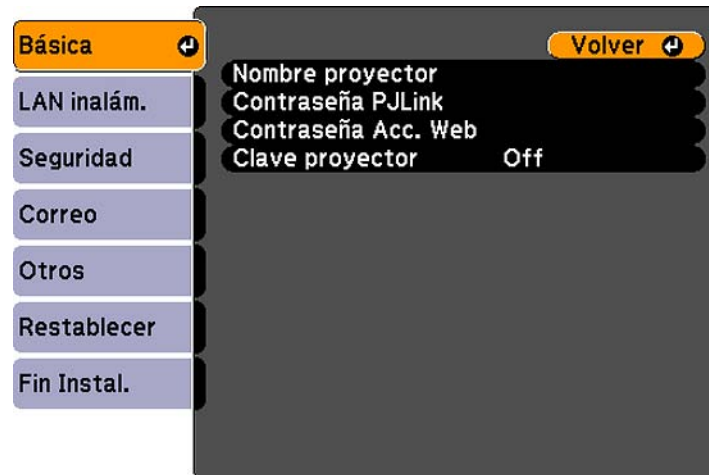 Básica
LAN inalám.
Seguridad
Correo
Otros
Restablecer
Fin Instal.
Volver
Nombre proyector
Contraseña PJLink
Contraseña Acc. Web
Clave proyector Off